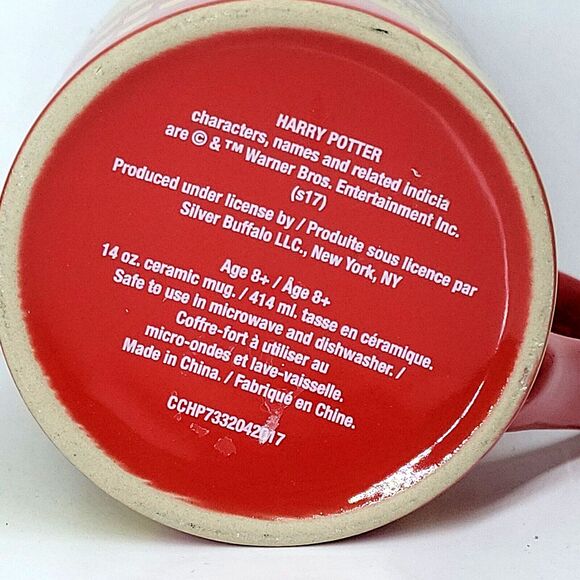 HARRY POTTER
characters, names and related indicia
are © & ™ Warner Bros. Entertainment Inc.
(s17)
Produced under license by / Produite sous licence par
Silver Buffalo LLC., New York, NY
Age 8+ / Âge 8+
14 oz. ceramic mug. / 414 ml. tasse en céramique.
Safe to use in microwave and dishwasher. /
Coffre-fort à utiliser au
micro-ondes et lave-vaisselle.
Made in China. / Fabriqué en Chine.
CCHP7332042017